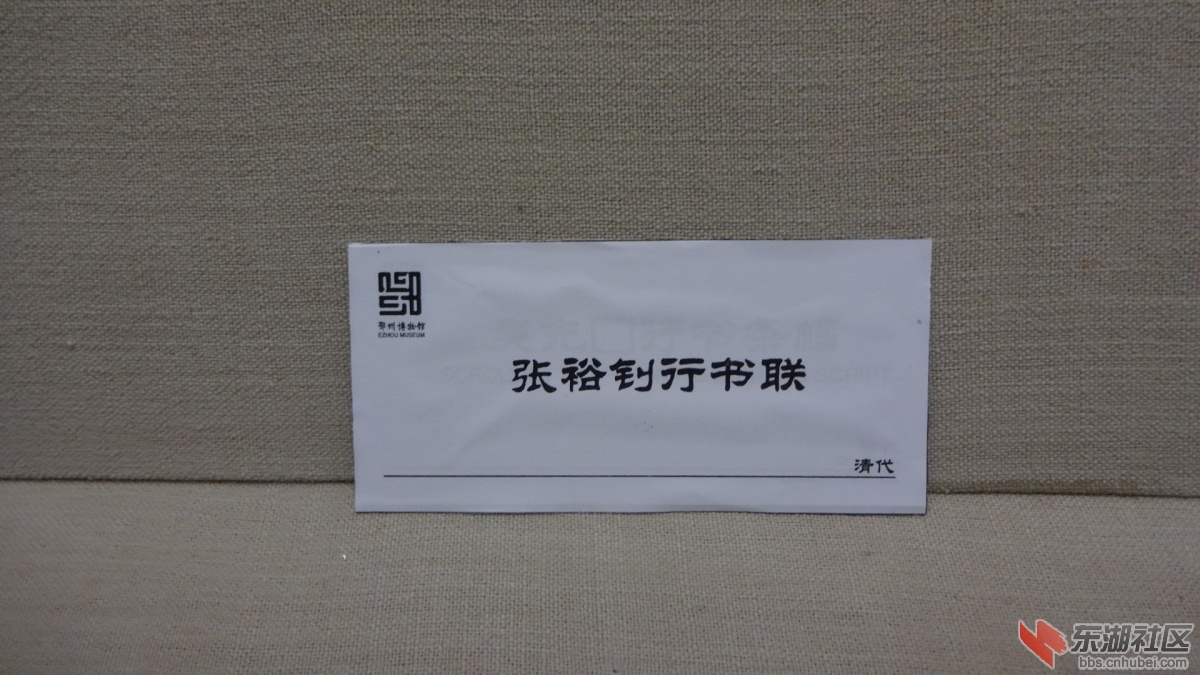 鄂州博物馆
EZHOU MUSEUM
张裕钊行书联
清代
东湖社区
bbs.cnhubei.com